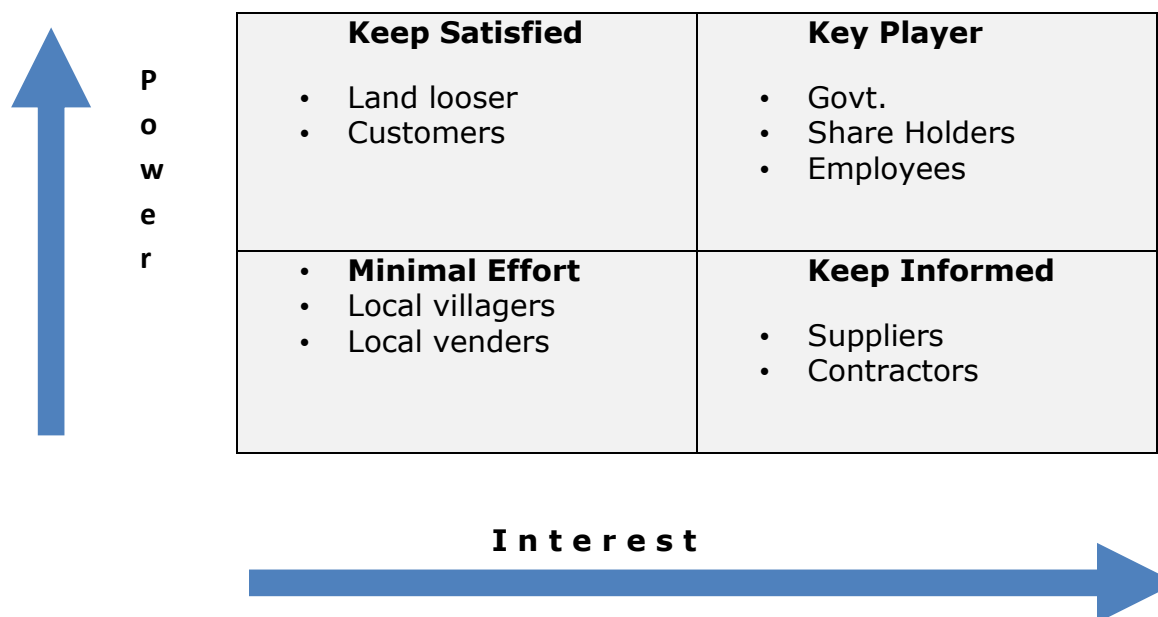 P
o
w
e
r
Keep Satisfied
• Land looser
• Customers
Key Player
• Govt.
• Share Holders
• Employees
• Minimal Effort
• Local villagers
• Local venders
Keep Informed
• Suppliers
• Contractors
I n t e r e s t